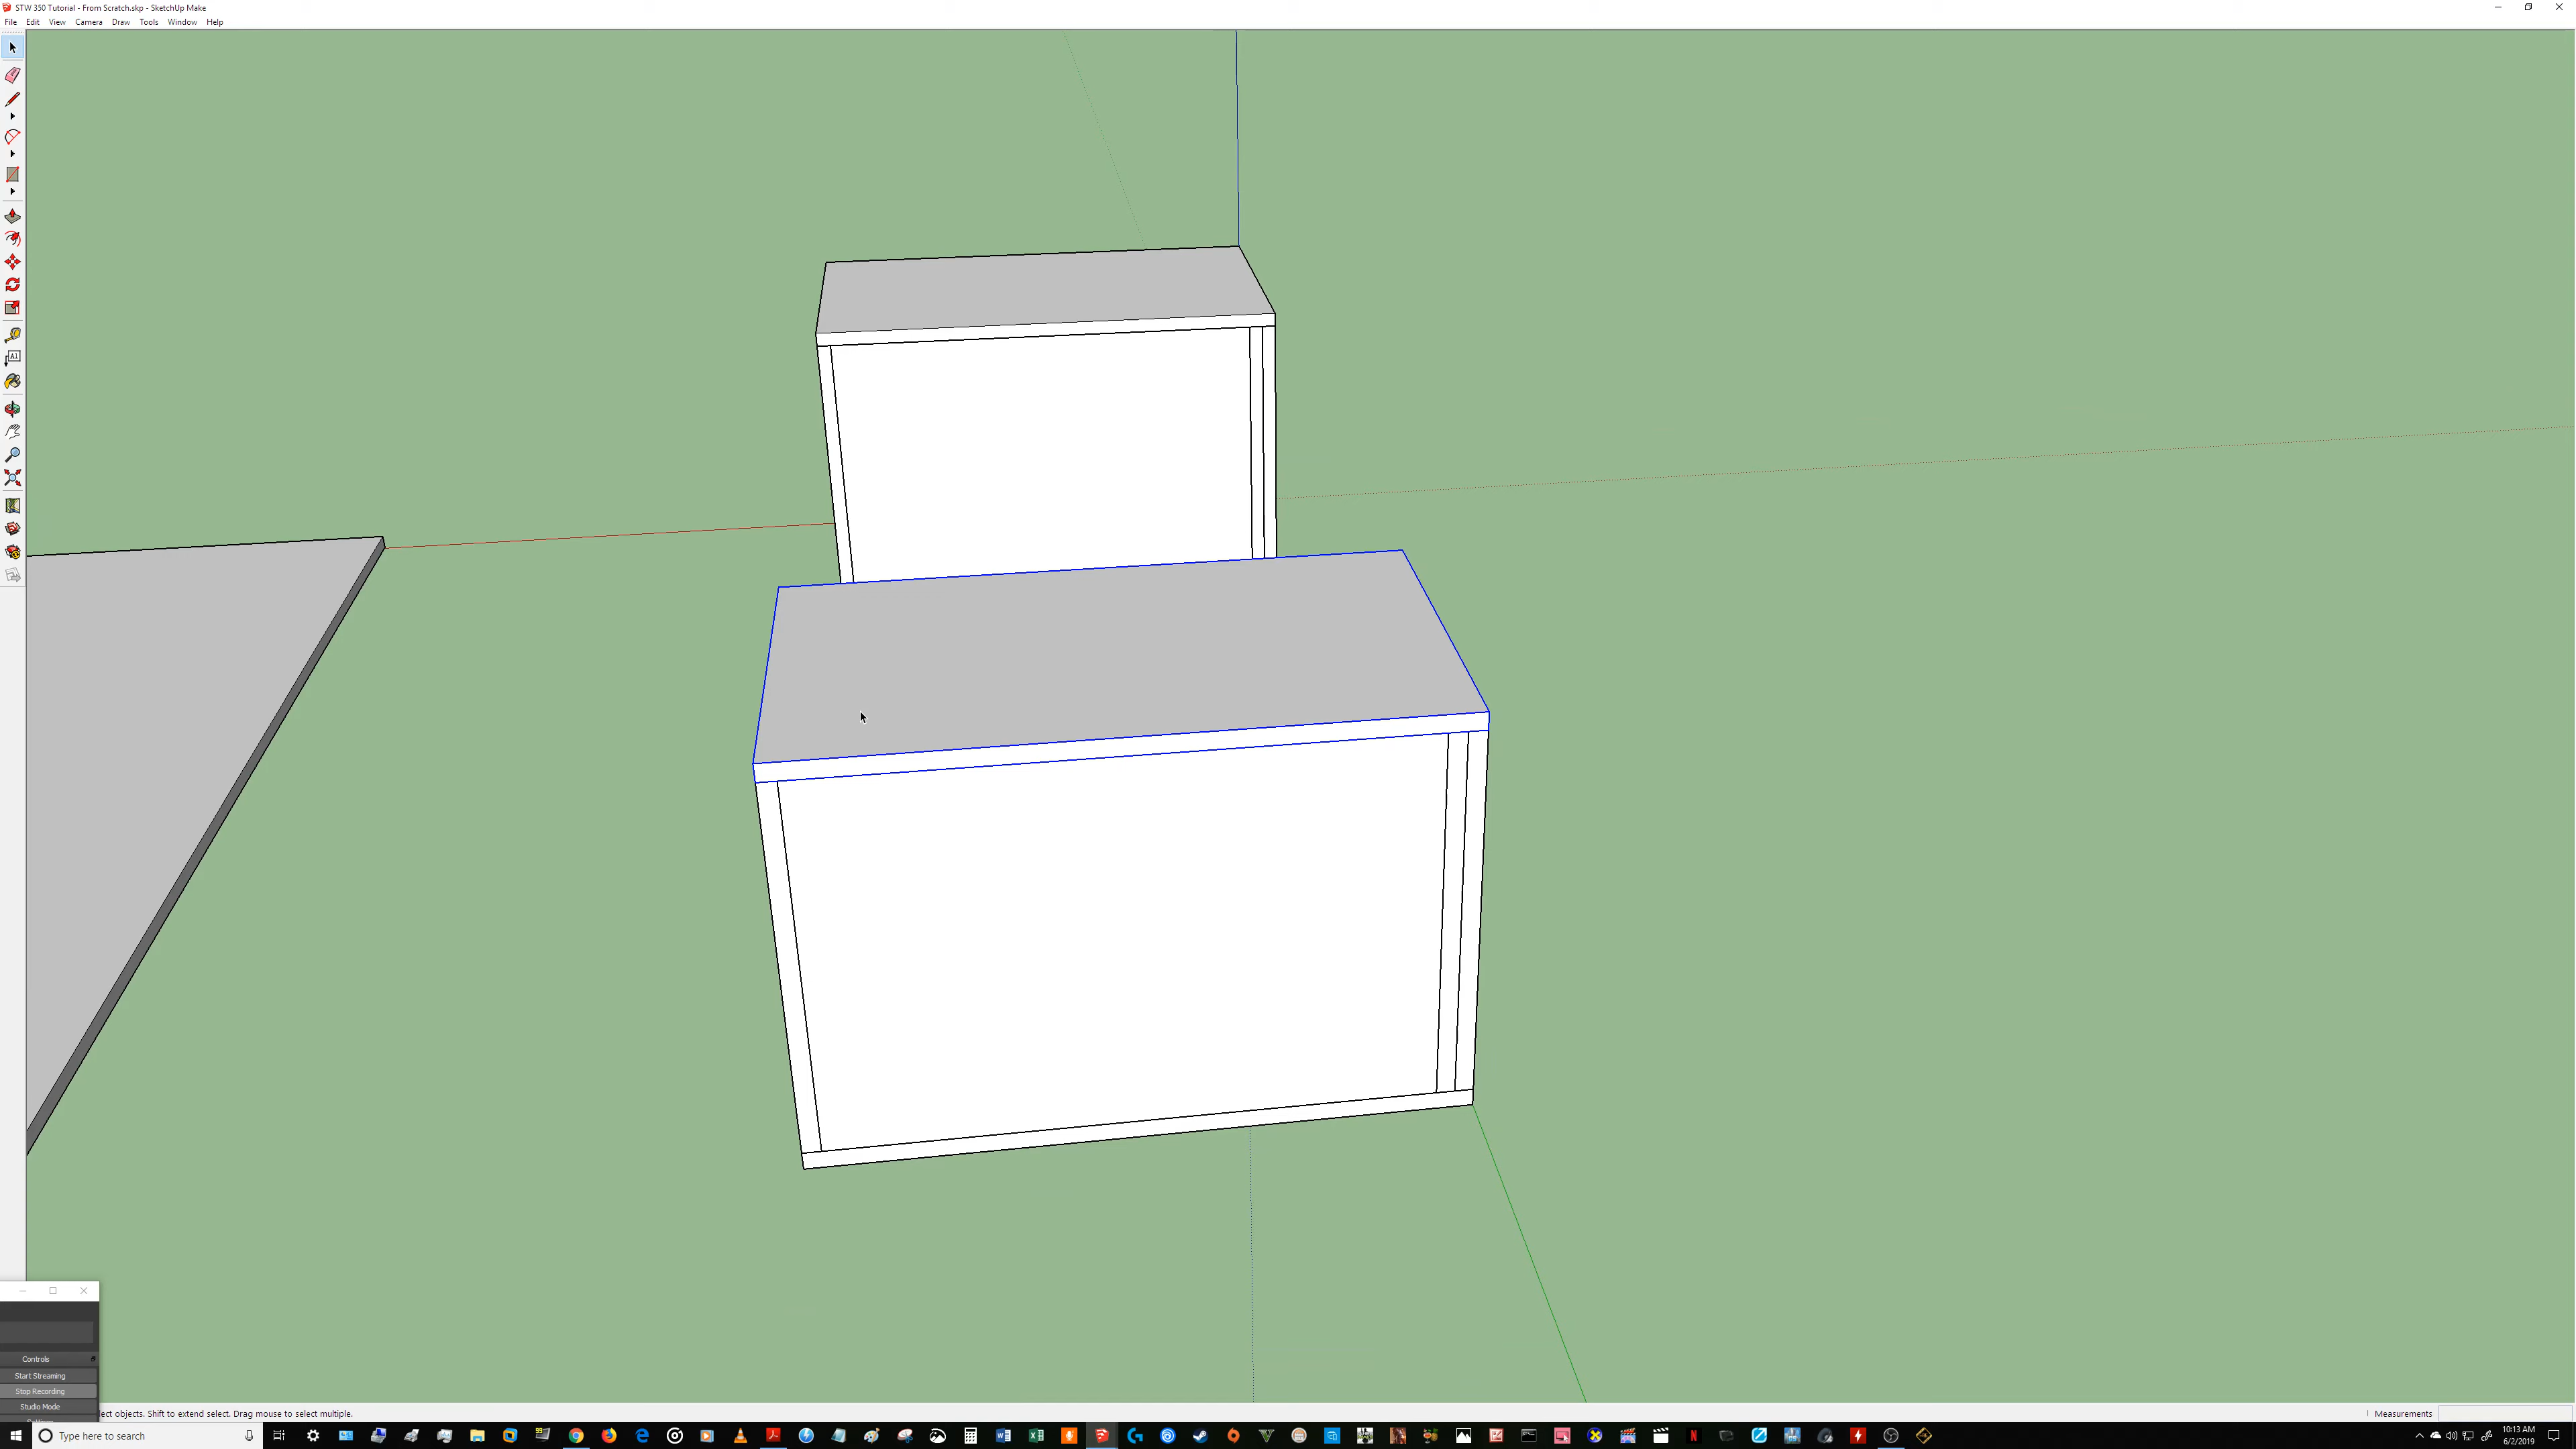 STW 350 Tutorial - From Scratch.skp - SketchUp Make
File Edit View Camera Draw Tools Window Help
A1
Controls
Start Streaming
Stop Recording
Studio Mode
lect objects. Shift to extend select. Drag mouse to select multiple.
Measurements
Type here to search
10:13 AM
6/2/2019